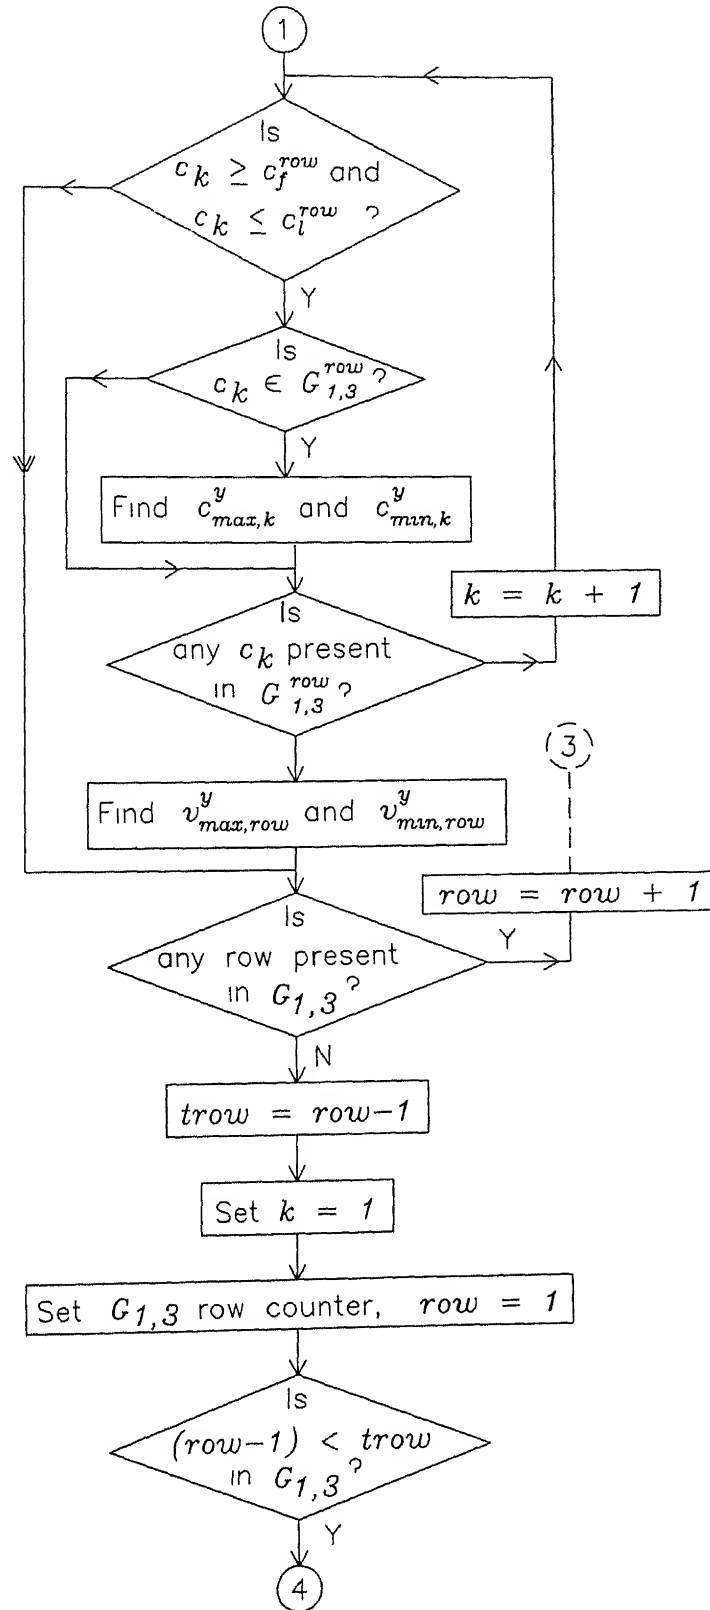 1
Is
c_k ≥ c_f^row and
c_k ≤ c_l^row ?
Y
Is
c_k ∈ G_1,3^row ?
Y
Find c_max,k^y and c_min,k^y
k = k + 1
Is
any c_k present
in G_1,3^row ?
3
Find v_max,row^y and v_min,row^y
row = row + 1
Is
any row present
in G_1,3 ?
Y
N
trow = row-1
Set k = 1
Set G_1,3 row counter, row = 1
Is
(row-1) < trow
in G_1,3 ?
Y
4